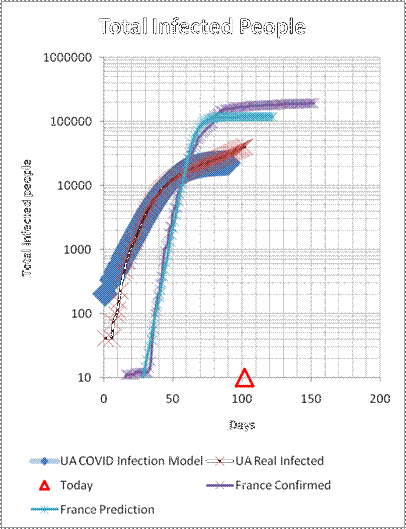 Total Infected People
Total Infected people
1000000
100000
10000
1000
100
10
0 50 100 150 200
Days
UA COVID Infection Model UA Real Infected
Today France Confirmed
France Prediction